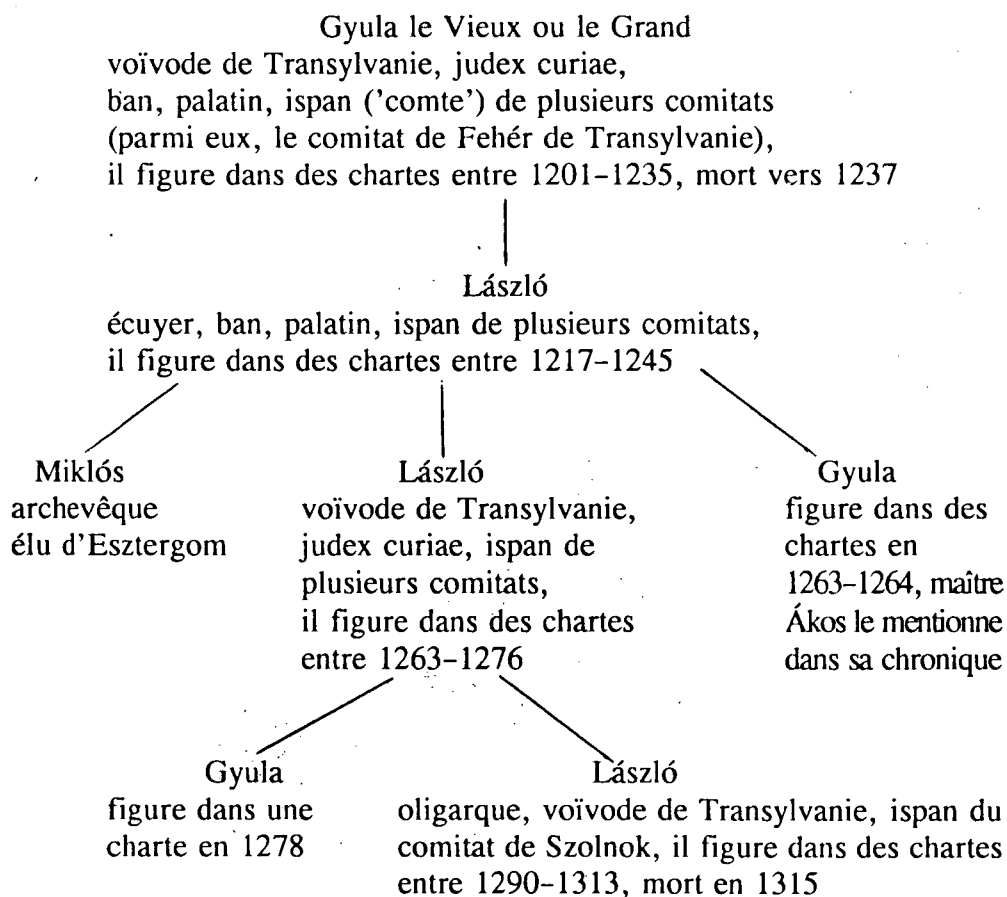 Gyula le Vieux ou le Grand
voïvode de Transylvanie, judex curiae,
ban, palatin, ispan ('comte') de plusieurs comitats
(parmi eux, le comitat de Fehér de Transylvanie),
il figure dans des chartes entre 1201–1235, mort vers 1237
László
écuyer, ban, palatin, ispan de plusieurs comitats,
il figure dans des chartes entre 1217–1245
Miklós
archevêque
élu d'Esztergom
László
voïvode de Transylvanie,
judex curiae, ispan de
plusieurs comitats,
il figure dans des chartes
entre 1263–1276
Gyula
figure dans des
chartes en
1263–1264, maître
Ákos le mentionne
dans sa chronique
Gyula
figure dans une
charte en 1278
László
oligarque, voïvode de Transylvanie, ispan du
comitat de Szolnok, il figure dans des chartes
entre 1290–1313, mort en 1315